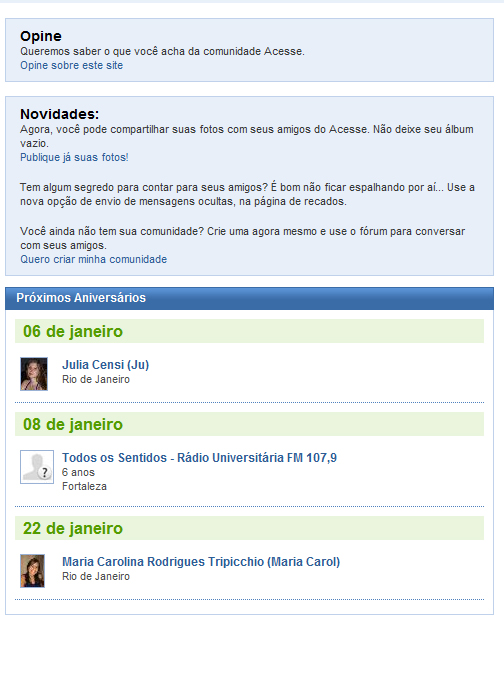 Opine
Queremos saber o que você acha da comunidade Acesse.
Opine sobre este site
Novidades:
Agora, você pode compartilhar suas fotos com seus amigos do Acesse. Não deixe seu álbum
vazio.
Publique já suas fotos!
Tem algum segredo para contar para seus amigos? É bom não ficar espalhando por aí... Use a
nova opção de envio de mensagens ocultas, na página de recados.
Você ainda não tem sua comunidade? Crie uma agora mesmo e use o fórum para conversar
com seus amigos.
Quero criar minha comunidade
Próximos Aniversários
06 de janeiro
Julia Censi (Ju)
Rio de Janeiro
08 de janeiro
?
Todos os Sentidos - Rádio Universitária FM 107,9
6 anos
Fortaleza
22 de janeiro
Maria Carolina Rodrigues Tripicchio (Maria Carol)
Rio de Janeiro